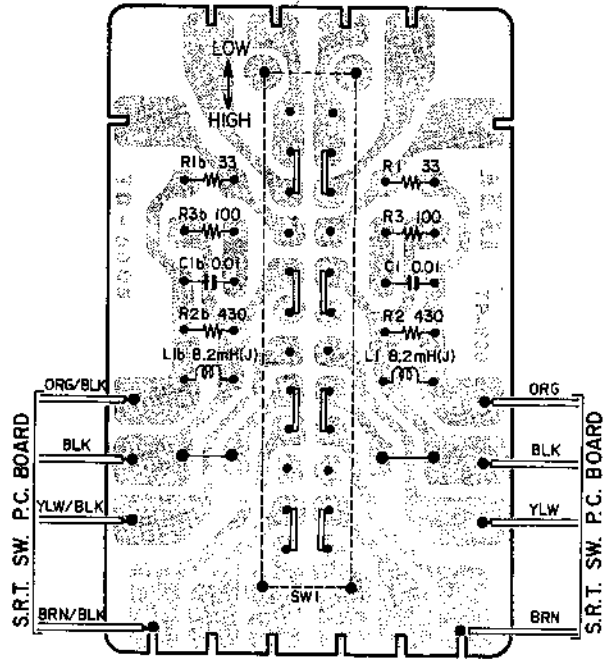 LOW
HIGH
R1b 33
R1 33
R3b 100
R3 100
C1b 0.01
C1 0.01
R2b 430
R2 430
L1b 8.2mH(J)
L1 8.2mH(J)
ORG/BLK
ORG
BLK
BLK
YLW/BLK
YLW
SW1
BRN/BLK
BRN
S.R.T. SW. P.C. BOARD
S.R.T. SW. P.C. BOARD